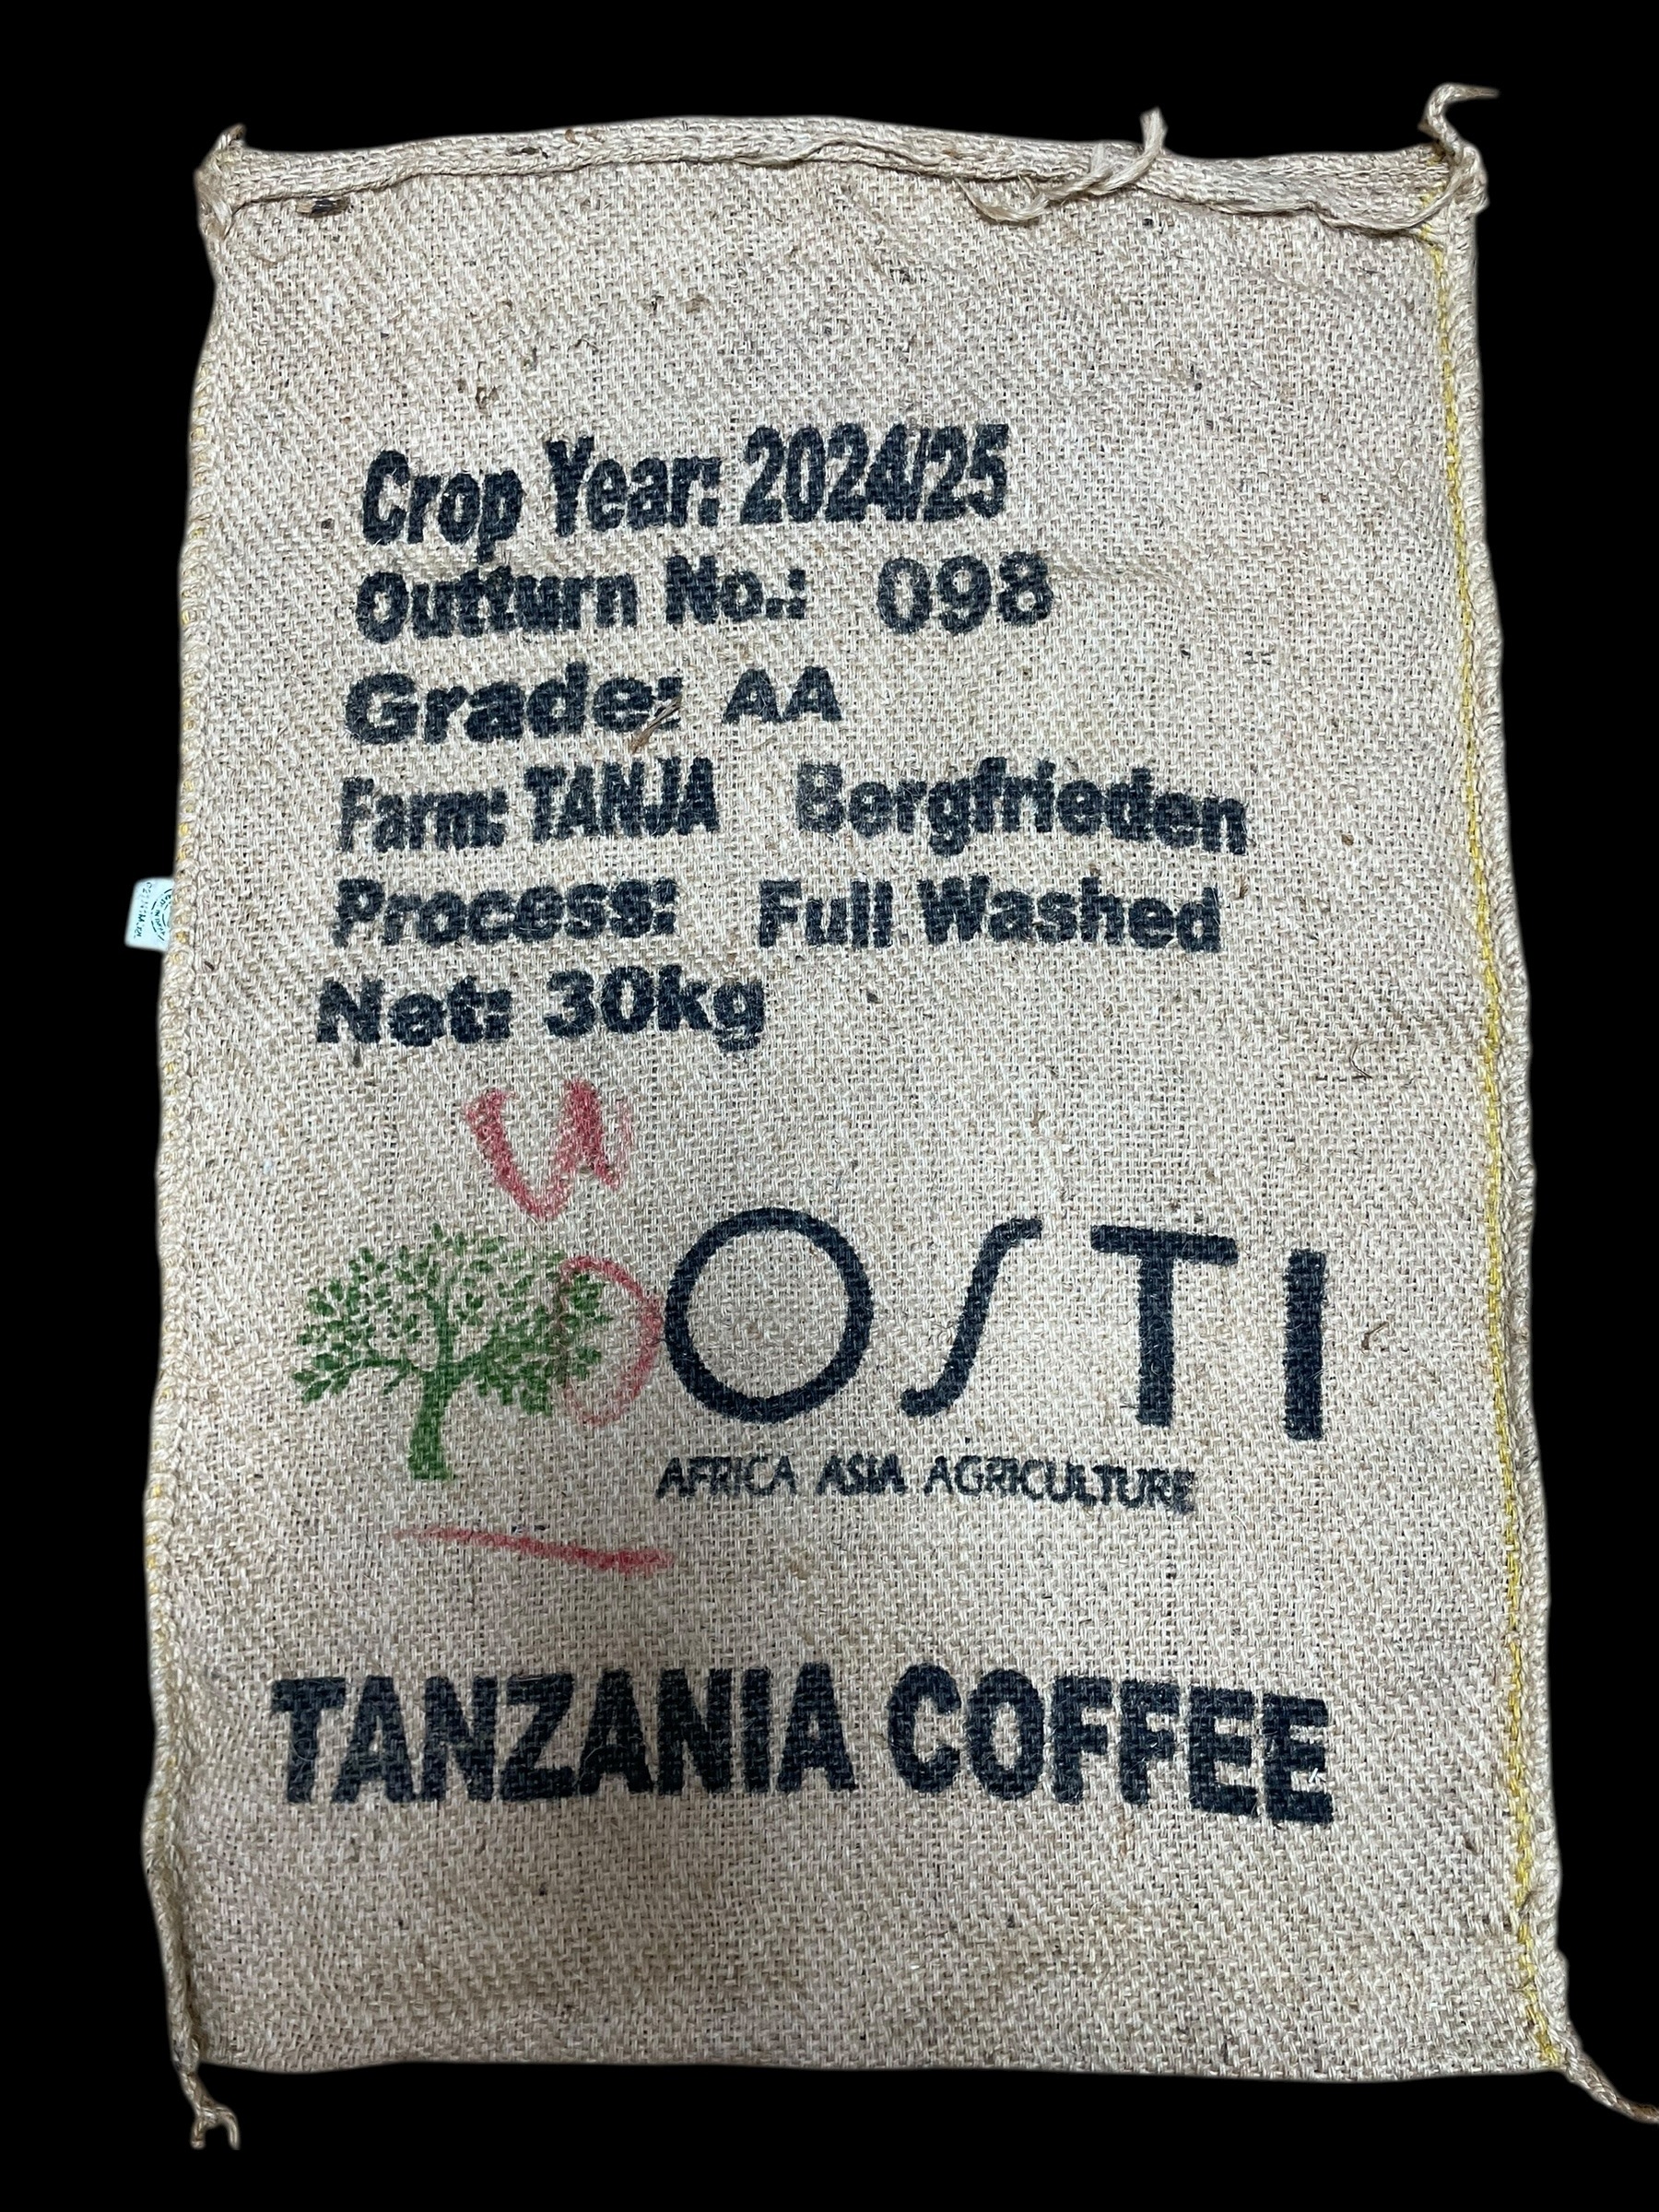 Crop Year: 2024/25
Outturn No.: 098
Grade: AA
Farm: TANJA Bergfrieden
Process: Full Washed
Net: 30kg
OSTI
AFRICA ASIA AGRICULTURE
TANZANIA COFFEE